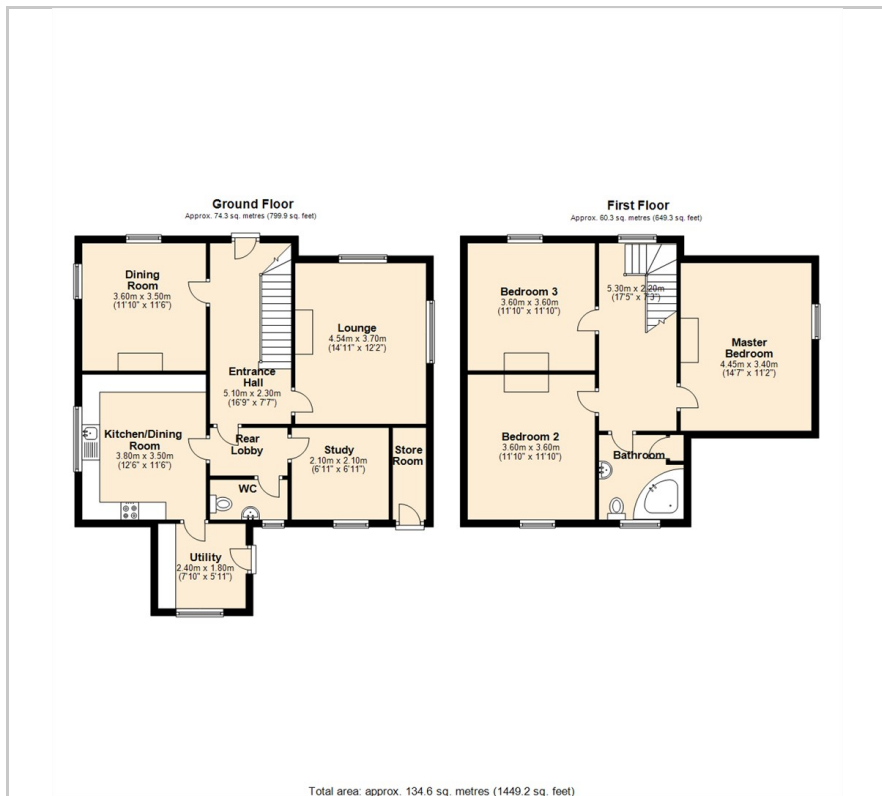 Ground Floor
Approx. 74.3 sq. metres (799.9 sq. feet)
Dining
Room
3.60m x 3.50m
(11'10" x 11'6")
Lounge
4.54m x 3.70m
(14'11" x 12'2")
Entrance
Hall
5.10m x 2.30m
(16'9" x 7'7")
Kitchen/Dining
Room
3.80m x 3.50m
(12'6" x 11'6")
Rear
Lobby
Study
2.10m x 2.10m
(6'11" x 6'11")
Store
Room
WC
Utility
2.40m x 1.80m
(7'10" x 5'11")
First Floor
Approx. 60.3 sq. metres (649.3 sq. feet)
Bedroom 3
3.60m x 3.60m
(11'10" x 11'10")
5.30m x 2.20m
(17'5" x 7'3")
Master
Bedroom
4.45m x 3.40m
(14'7" x 11'2")
Bedroom 2
3.60m x 3.60m
(11'10" x 11'10")
Bathroom
Total area: approx. 134.6 sq. metres (1449.2 sq. feet)